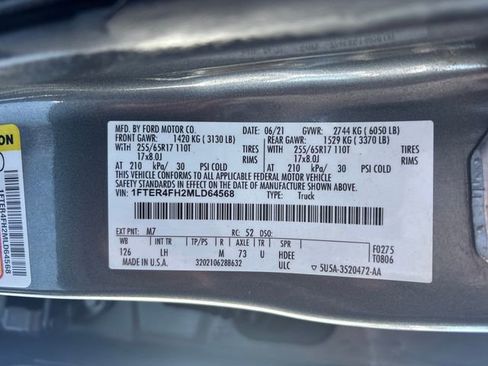 MFD. BY FORD MOTOR CO. 06/21 GVWR: 2744 KG ( 6050 LB)
FRONT GAWR: 1420 KG ( 3130 LB) REAR GAWR: 1529 KG ( 3370 LB)
WGTH 255/65R17 110T TIRES WITH 255/65R17 110T TIRES
17x8.0J RIMS 17x8.0J RIMS
AT 210 kPa/ 30 PSI COLD AT 210 kPa/ 30 PSI COLD
THIS VEHICLE CONFORMS TO ALL APPLICABLE FEDERAL MOTOR VEHICLE
SAFETY STANDARDS IN EFFECT ON THE DATE OF MANUFACTURE SHOWN ABOVE.
VIN: 1FTER4FH2MLD64568 TYPE: Truck
EXT PNT: M7 RC: 52 DSO:
WB INT TR TP/PS R AXLE TR SPR
126 LH M 73 U HDEE
ULC
F0275
T0806
MADE IN U.S.A. 3202106288632 5USA-3520472-AA
1FTER4FH2MLD64568